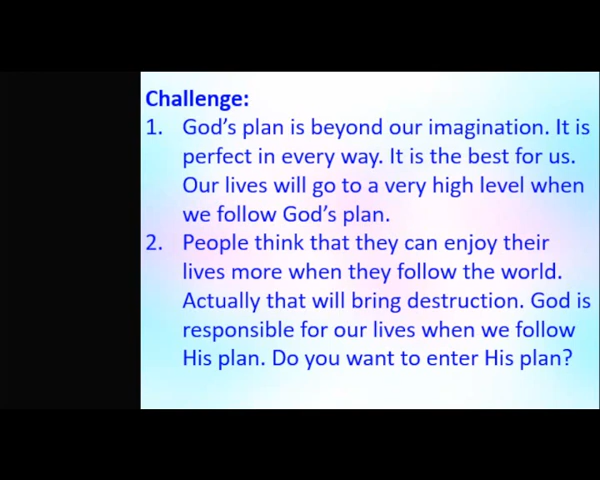 Challenge:
1. God’s plan is beyond our imagination. It is
perfect in every way. It is the best for us.
Our lives will go to a very high level when
we follow God’s plan.
2. People think that they can enjoy their
lives more when they follow the world.
Actually that will bring destruction. God is
responsible for our lives when we follow
His plan. Do you want to enter His plan?